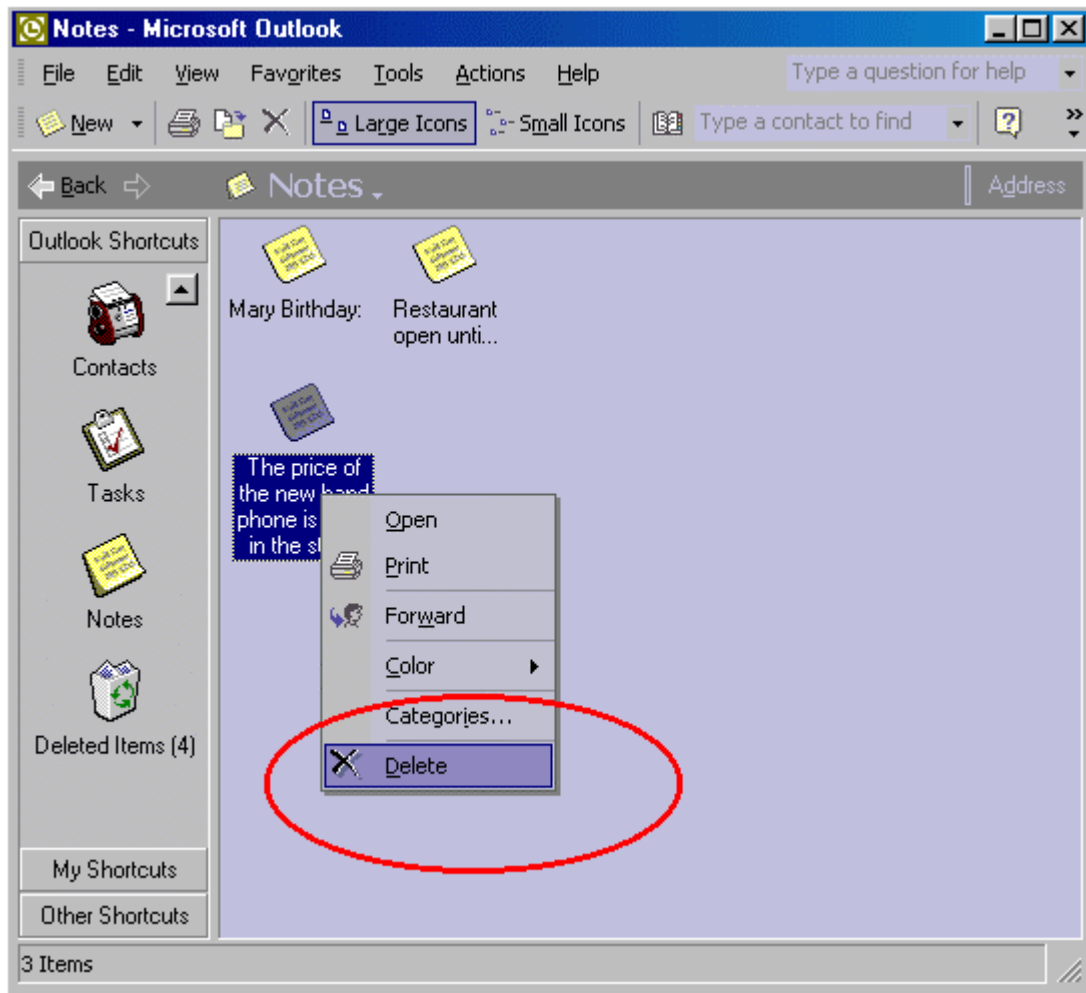 Notes - Microsoft Outlook
File Edit View Favorites Tools Actions Help Type a question for help
New Large Icons Small Icons Type a contact to find
Back Notes Address
Outlook Shortcuts
Contacts
Tasks
Notes
Deleted Items (4)
My Shortcuts
Other Shortcuts
Mary Birthday:
Restaurant
open unti...
The price of
the new hand
phone is
in the
Open
Print
Forward
Color
Categories...
Delete
3 Items